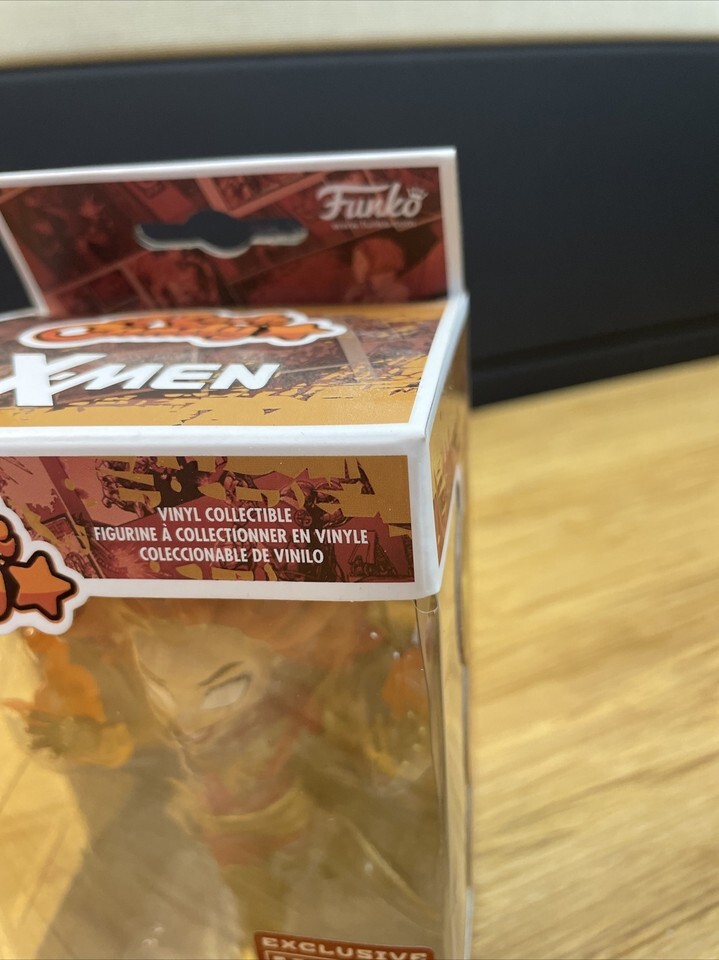 Funko
X-MEN
VINYL COLLECTIBLE
FIGURINE À COLLECTIONNER EN VINYLE
COLECCIONABLE DE VINILO
EXCLUSIVE